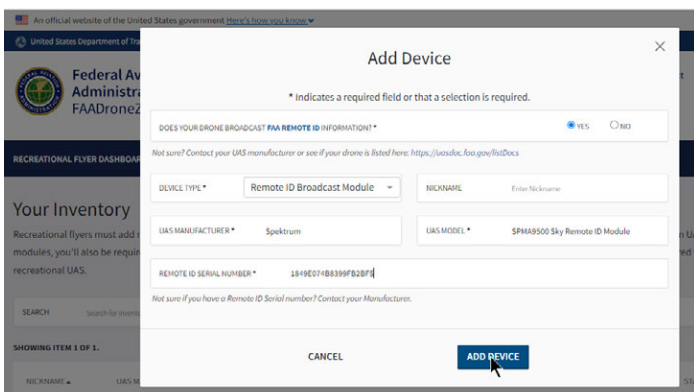 An official website of the United States government Here's how you know
United States Department of Tra
Federal Av
Administra
FAADroneZ
RECREATIONAL FLYER DASHBOAR
Your Inventory
Recreational flyers must add
modules, you'll also be requir
recreational UAS.
SEARCH Search for
SHOWING ITEM 1 OF 1.
NICKNAME UAS M
Add Device
* Indicates a required field or that a selection is required.
DOES YOUR DRONE BROADCAST FAA REMOTE ID INFORMATION? * YES NO
Not sure? Contact your UAS manufacturer or see if your drone is listed here: https://uasdoc.faa.gov/listDocs
DEVICE TYPE * Remote ID Broadcast Module NICKNAME Enter Nickname
UAS MANUFACTURER * Spektrum UAS MODEL * SPMA9500 Sky Remote ID Module
REMOTE ID SERIAL NUMBER * 1849E074B8399FB2BF5
Not sure if you have a Remote ID Serial number? Contact your Manufacturer.
CANCEL ADD DEVICE